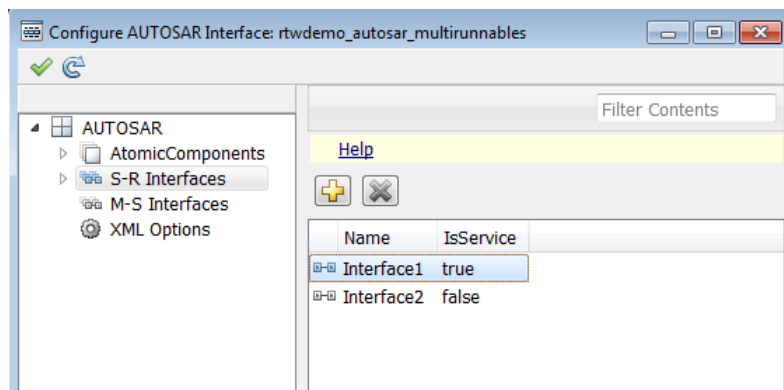 Configure AUTOSAR Interface: rtwdemo_autosar_multirunnables
Filter Contents
AUTOSAR
AtomicComponents
S-R Interfaces
M-S Interfaces
XML Options
Help
Name IsService
Interface1 true
Interface2 false